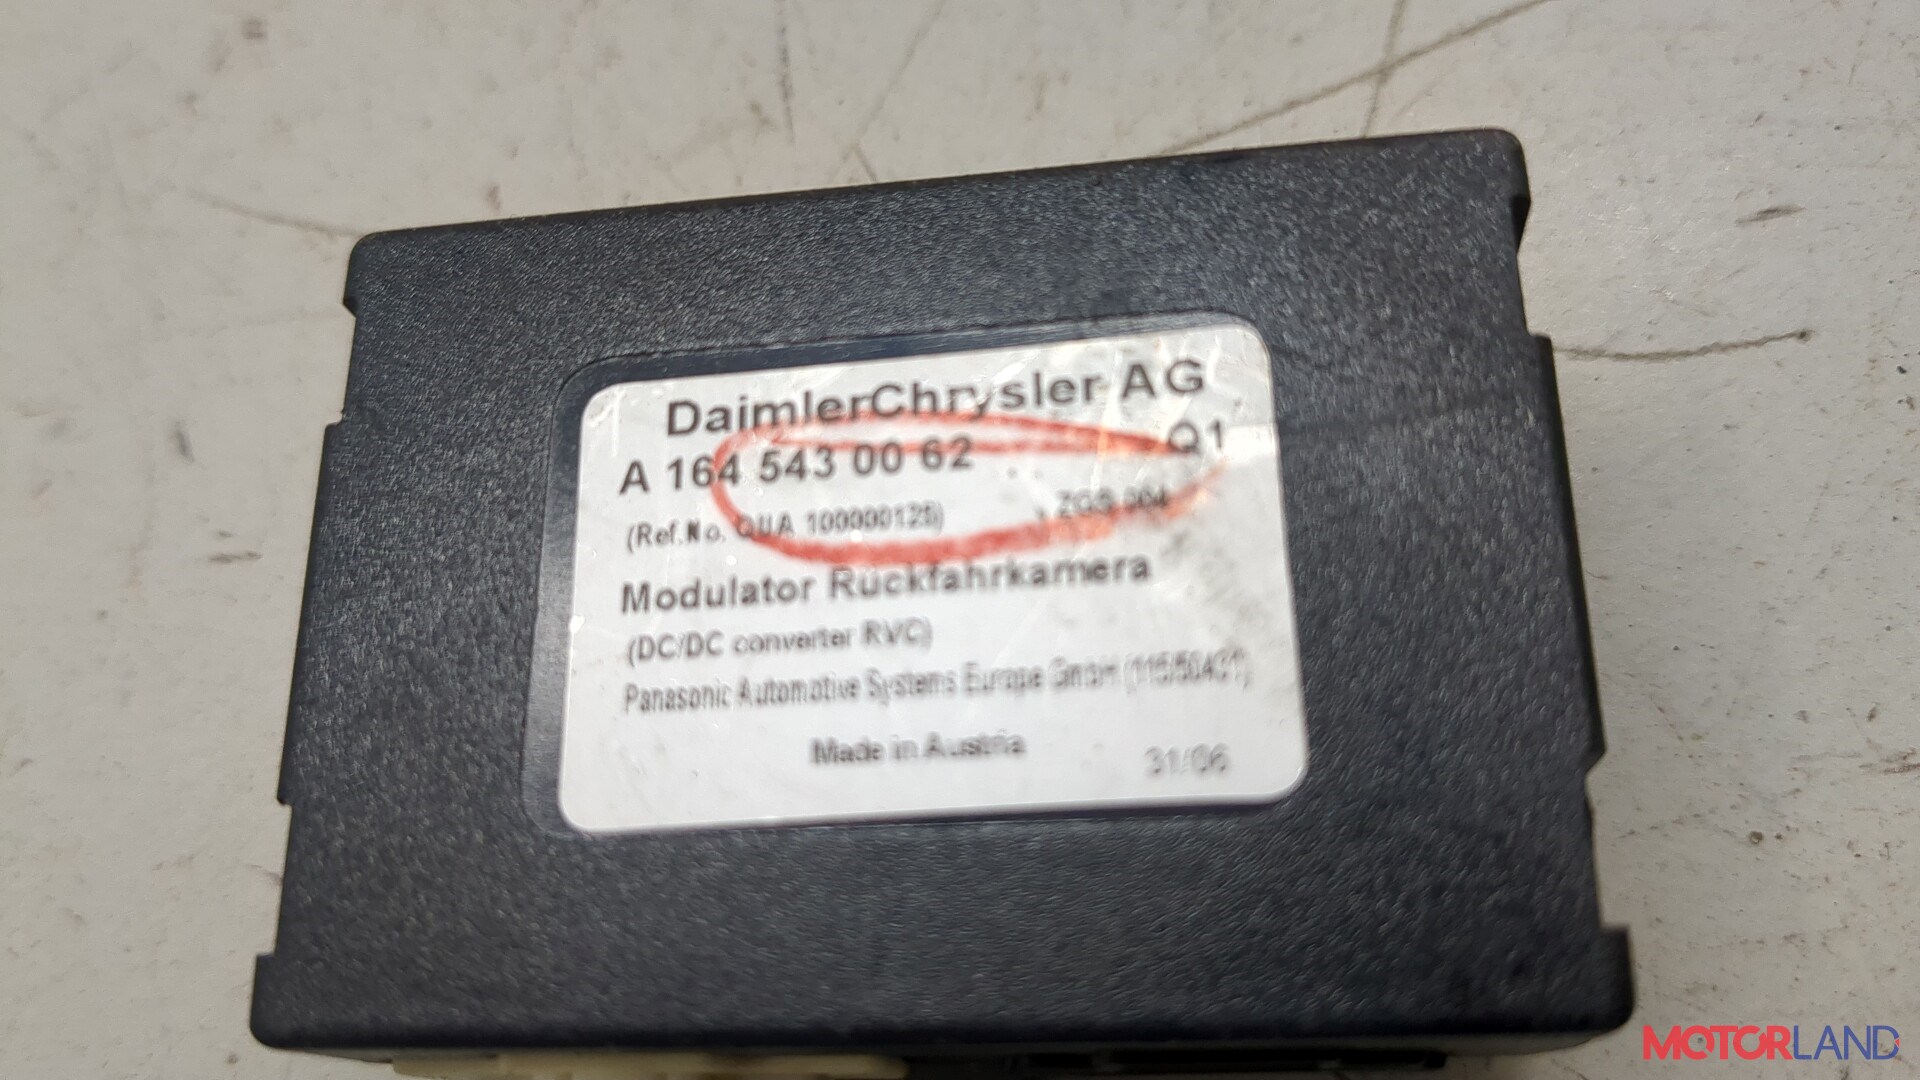 DaimlerChrysler AG
A 164 543 00 62 Q1
(Ref.No. QUA 100000125) ZGS 004
Modulator Rückfahrkamera
(DC/DC converter RVC)
Panasonic Automotive Systems Europe GmbH
Made in Austria 31/06
MOTORLAND